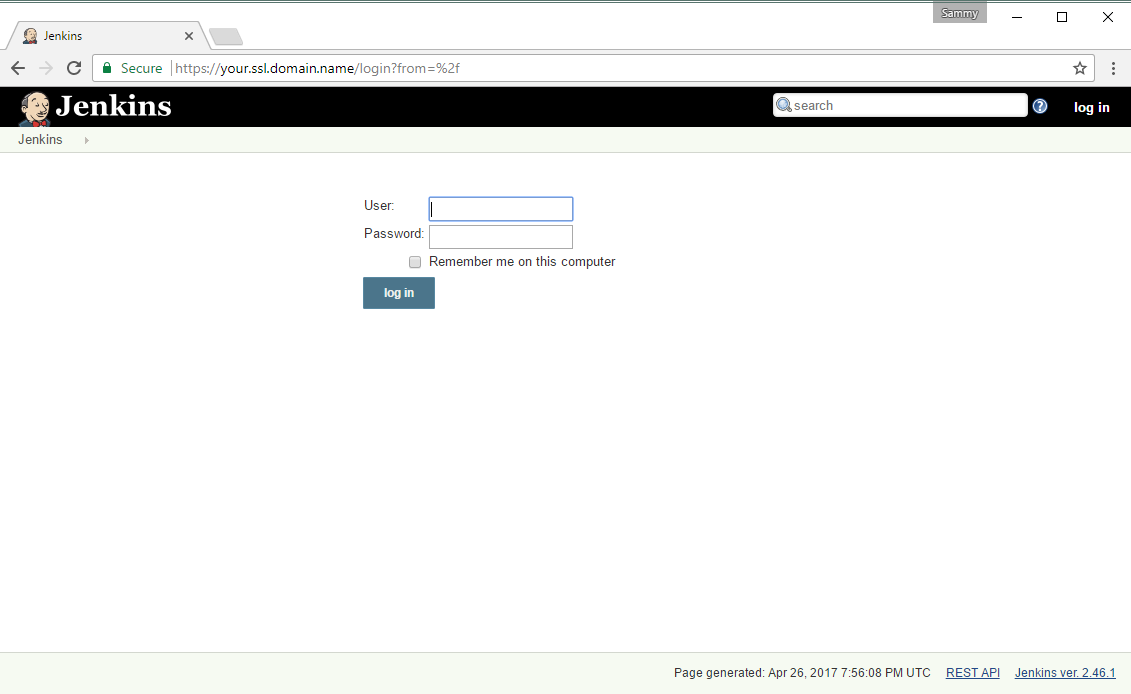 Sammy
Jenkins
Secure https://your.ssl.domain.name/login?from=%2f
Jenkins search ? log in
Jenkins
User:
Password:
Remember me on this computer
log in
Page generated: Apr 26, 2017 7:56:08 PM UTC REST API Jenkins ver. 2.46.1